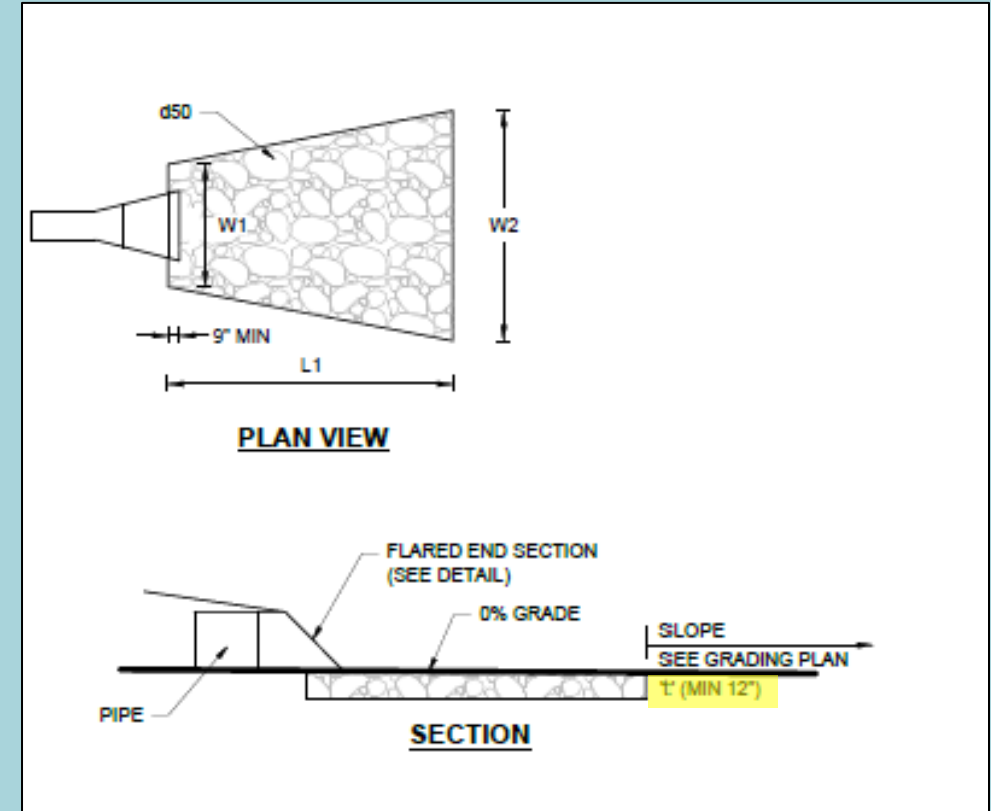 d50
W1
W2
9" MIN
L1
PLAN VIEW
FLARED END SECTION
(SEE DETAIL)
0% GRADE
SLOPE
SEE GRADING PLAN
't' (MIN 12")
PIPE
SECTION